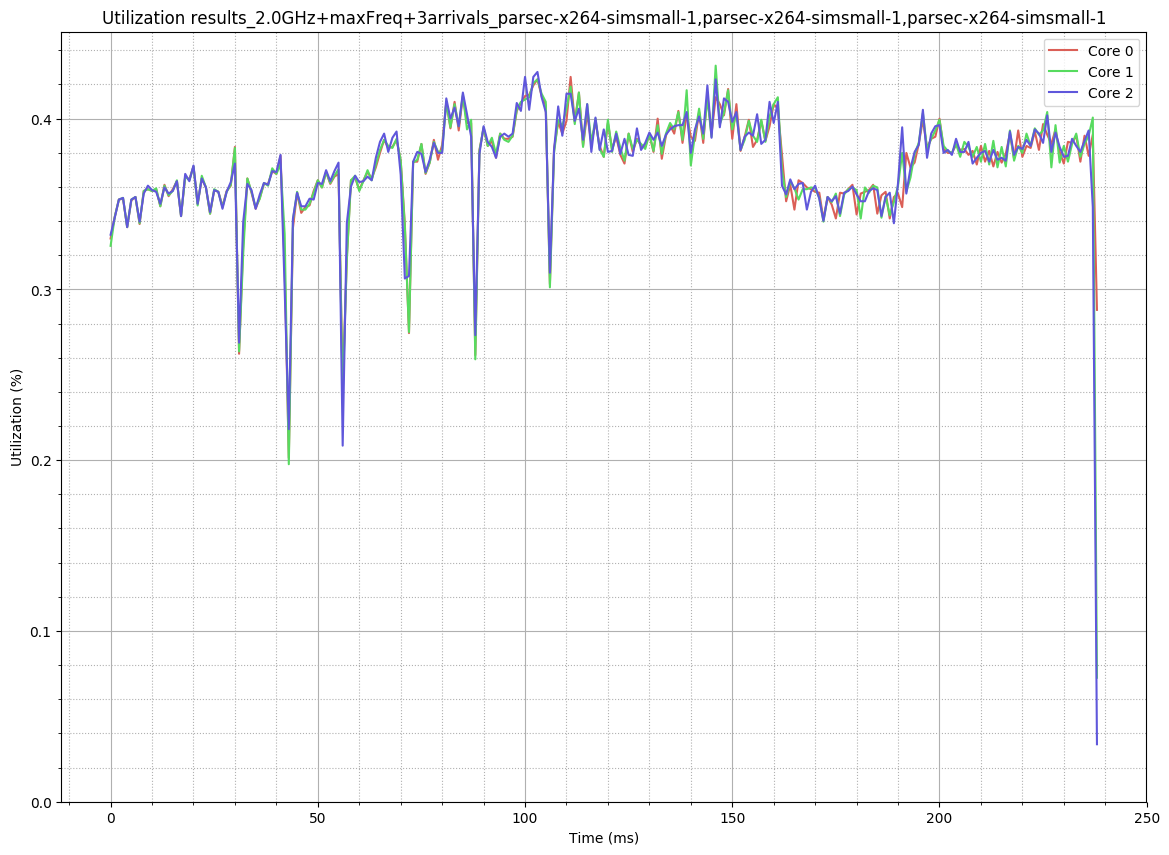 Utilization results_2.0GHz+maxFreq+3arrivals_parsec-x264-simsmall-1,parsec-x264-simsmall-1,parsec-x264-simsmall-1
Core 0
Core 1
Core 2
Utilization (%)
0.4
0.3
0.2
0.1
0.0
0 50 100 150 200 250
Time (ms)